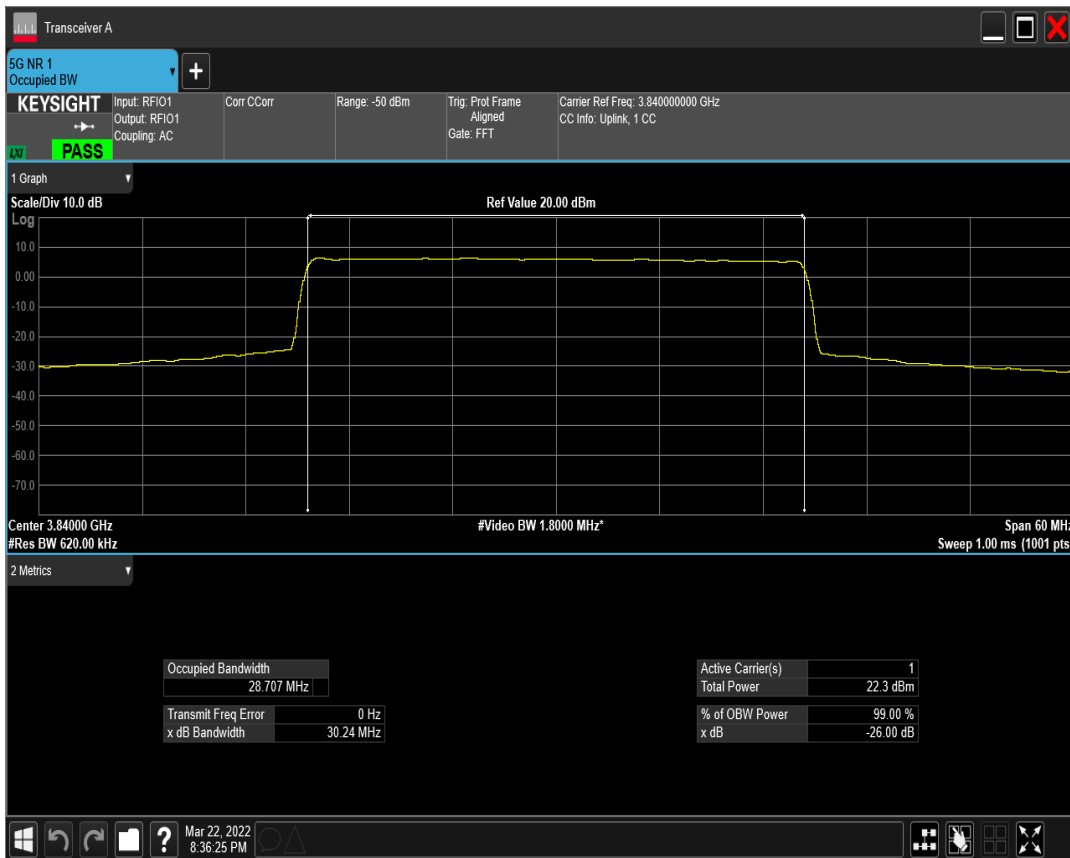 Transceiver A
5G NR 1
Occupied BW
+
KEYSIGHT
LXI
PASS
Input: RFIO1
Output: RFIO1
Coupling: AC
Corr CCorr
Range: -50 dBm
Trig: Prot Frame
Aligned
Gate: FFT
Carrier Ref Freq: 3.840000000 GHz
CC Info: Uplink, 1 CC
1 Graph
Scale/Div 10.0 dB
Ref Value 20.00 dBm
Log
10.0
0.00
-10.0
-20.0
-30.0
-40.0
-50.0
-60.0
-70.0
Center 3.84000 GHz
#Video BW 1.8000 MHz*
Span 60 MHz
#Res BW 620.00 kHz
Sweep 1.00 ms (1001 pts
2 Metrics
Occupied Bandwidth
28.707 MHz
Transmit Freq Error 0 Hz
x dB Bandwidth 30.24 MHz
Active Carrier(s) 1
Total Power 22.3 dBm
% of OBW Power 99.00 %
x dB -26.00 dB
?
Mar 22, 2022
8:36:25 PM